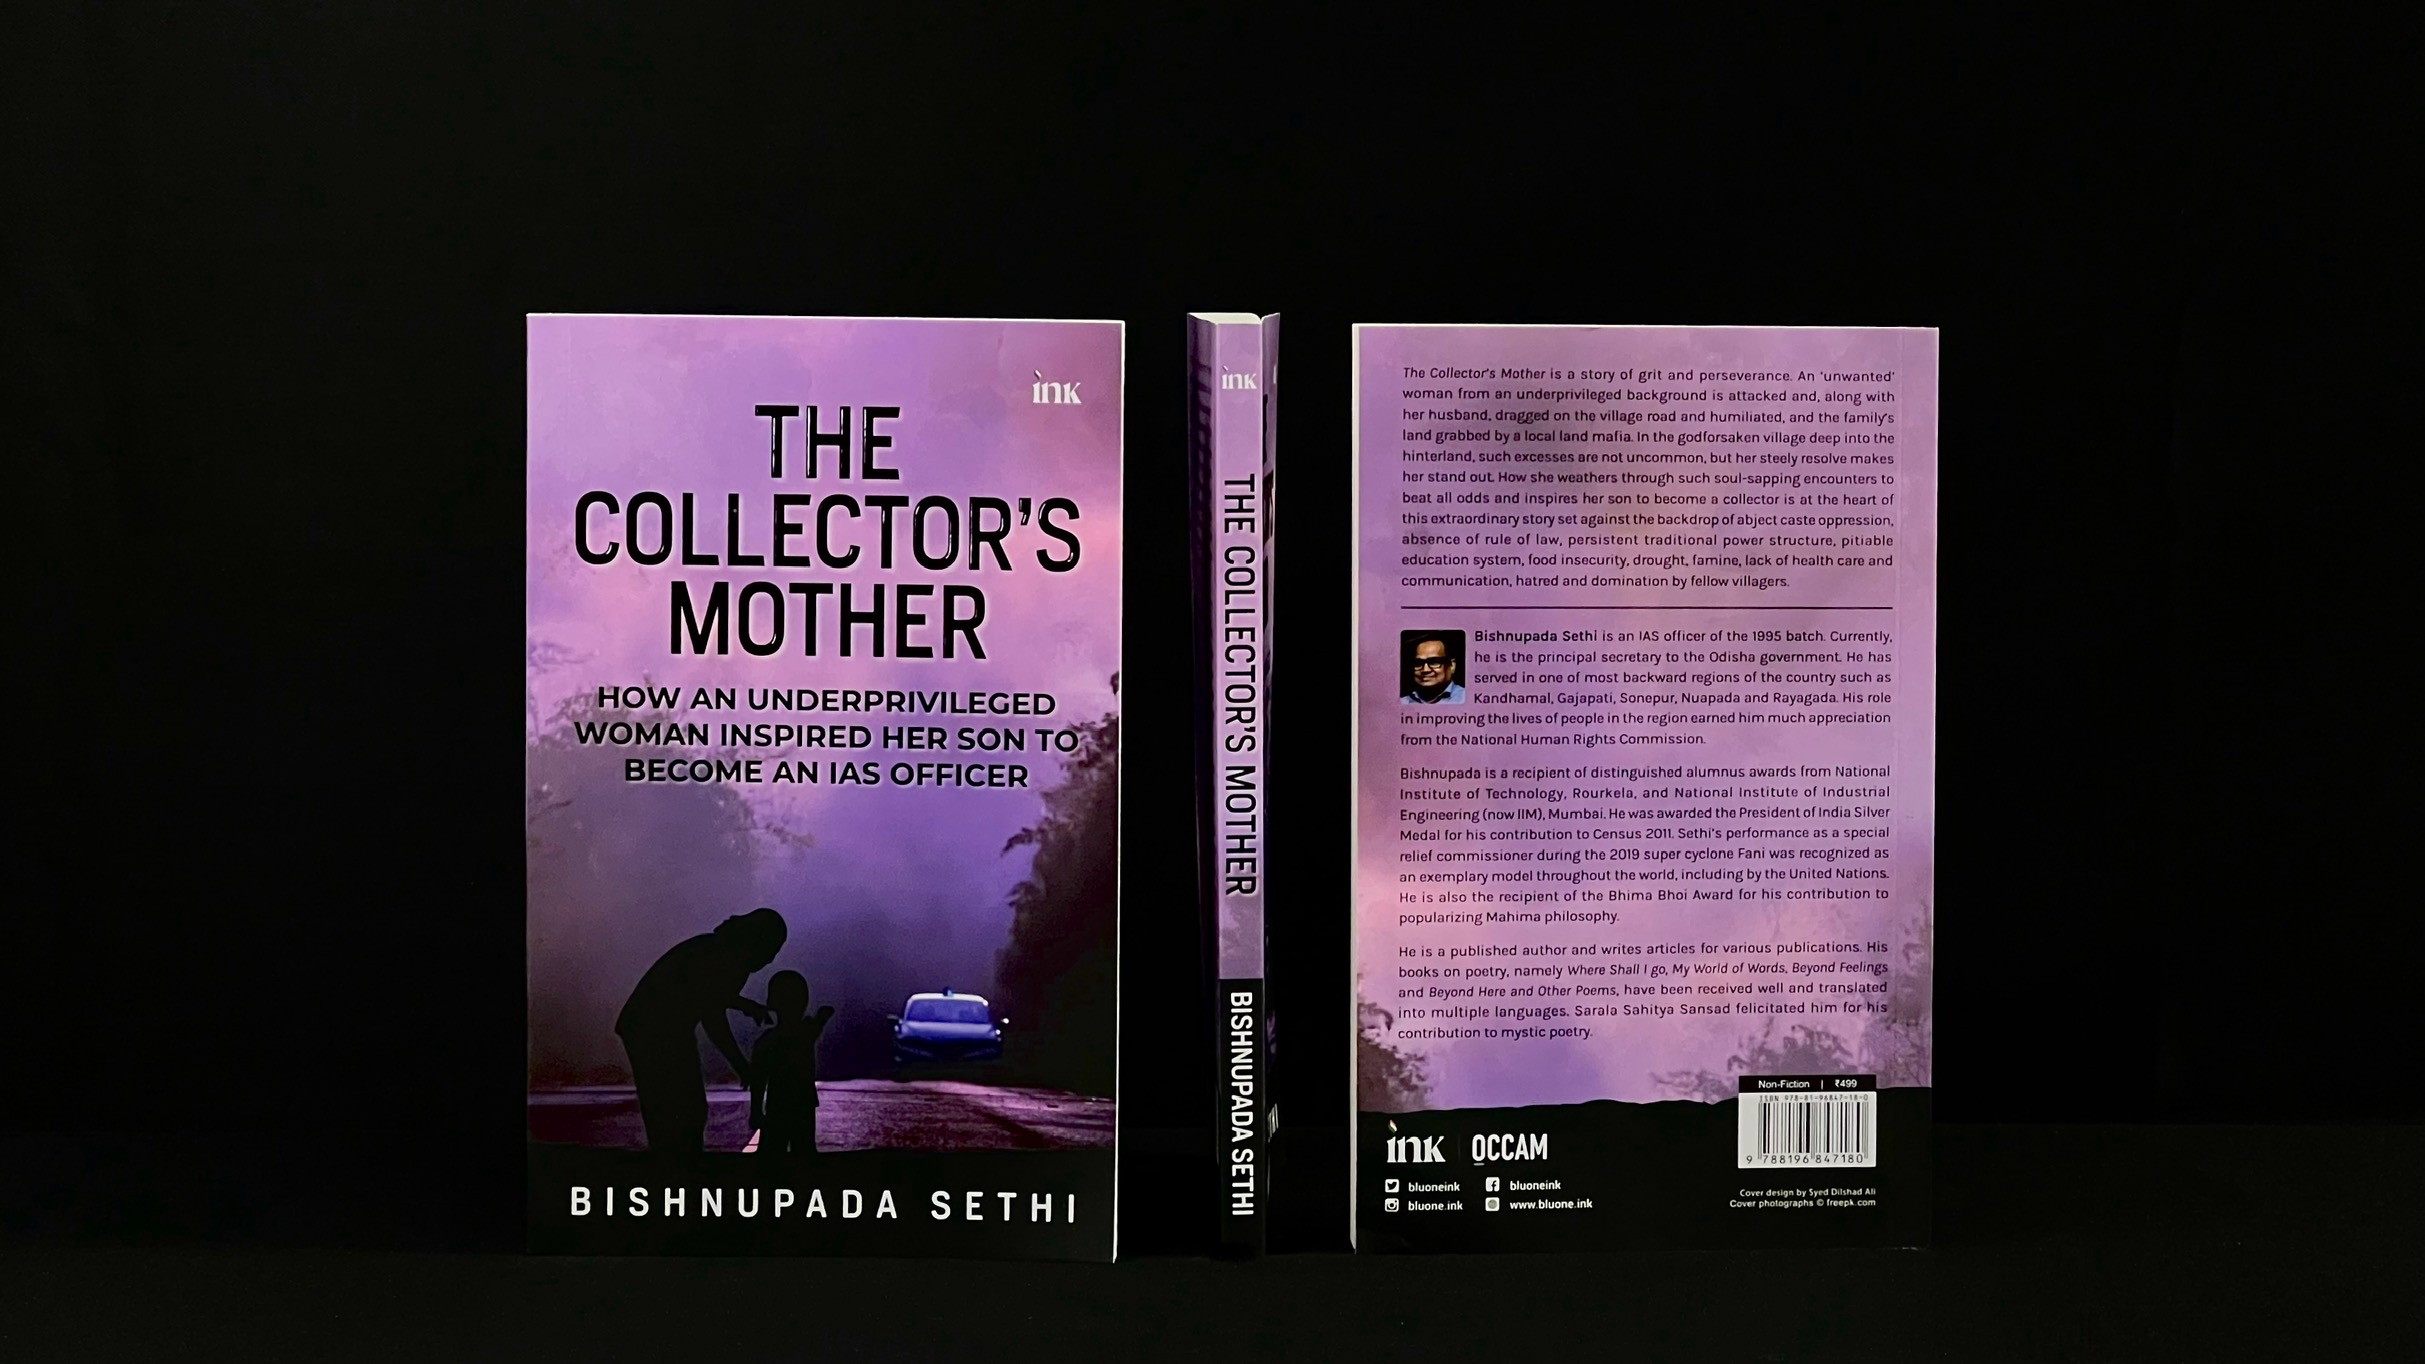 ink
THE
COLLECTOR'S
MOTHER
HOW AN UNDERPRIVILEGED
WOMAN INSPIRED HER SON TO
BECOME AN IAS OFFICER
BISHNUPADA SETHI
ink
THE COLLECTOR'S MOTHER
BISHNUPADA SETHI
The Collector's Mother is a story of grit and perseverance. An 'unwanted'
woman from an underprivileged background is attacked and, along with
her husband, dragged on the village road and humiliated, and the family's
land grabbed by a local land mafia. In the godforsaken village deep into the
hinterland, such excesses are not uncommon, but her steely resolve makes
her stand out. How she weathers through such soul-sapping encounters to
beat all odds and inspires her son to become a collector is at the heart of
this extraordinary story set against the backdrop of abject caste oppression,
absence of rule of law, persistent traditional power structure, pitiable
education system, food insecurity, drought, famine, lack of health care and
communication, hatred and domination by fellow villagers.
Bishnupada Sethi is an IAS officer of the 1995 batch. Currently,
he is the principal secretary to the Odisha government. He has
served in one of most backward regions of the country such as
Kandhamal, Gajapati, Sonepur, Nuapada and Rayagada. His role
in improving the lives of people in the region earned him much appreciation
from the National Human Rights Commission.
Bishnupada is a recipient of distinguished alumnus awards from National
Institute of Technology, Rourkela, and National Institute of Industrial
Engineering (now IIM), Mumbai. He was awarded the President of India Silver
Medal for his contribution to Census 2011. Sethi's performance as a special
relief commissioner during the 2019 super cyclone Fani was recognized as
an exemplary model throughout the world, including by the United Nations.
He is also the recipient of the Bhima Bhoi Award for his contribution to
popularizing Mahima philosophy.
He is a published author and writes articles for various publications. His
books on poetry, namely Where Shall I go, My World of Words, Beyond Feelings
and Beyond Here and Other Poems, have been received well and translated
into multiple languages. Sarala Sahitya Sansad felicitated him for his
contribution to mystic poetry.
Non-Fiction | ₹499
ISBN 978-81-96847-18-0
9 788196 847180
ink | OCCAM
bluoneink bluoneink
bluone.ink www.bluone.ink
Cover design by Syed Dilshad Ali
Cover photographs © freepik.com